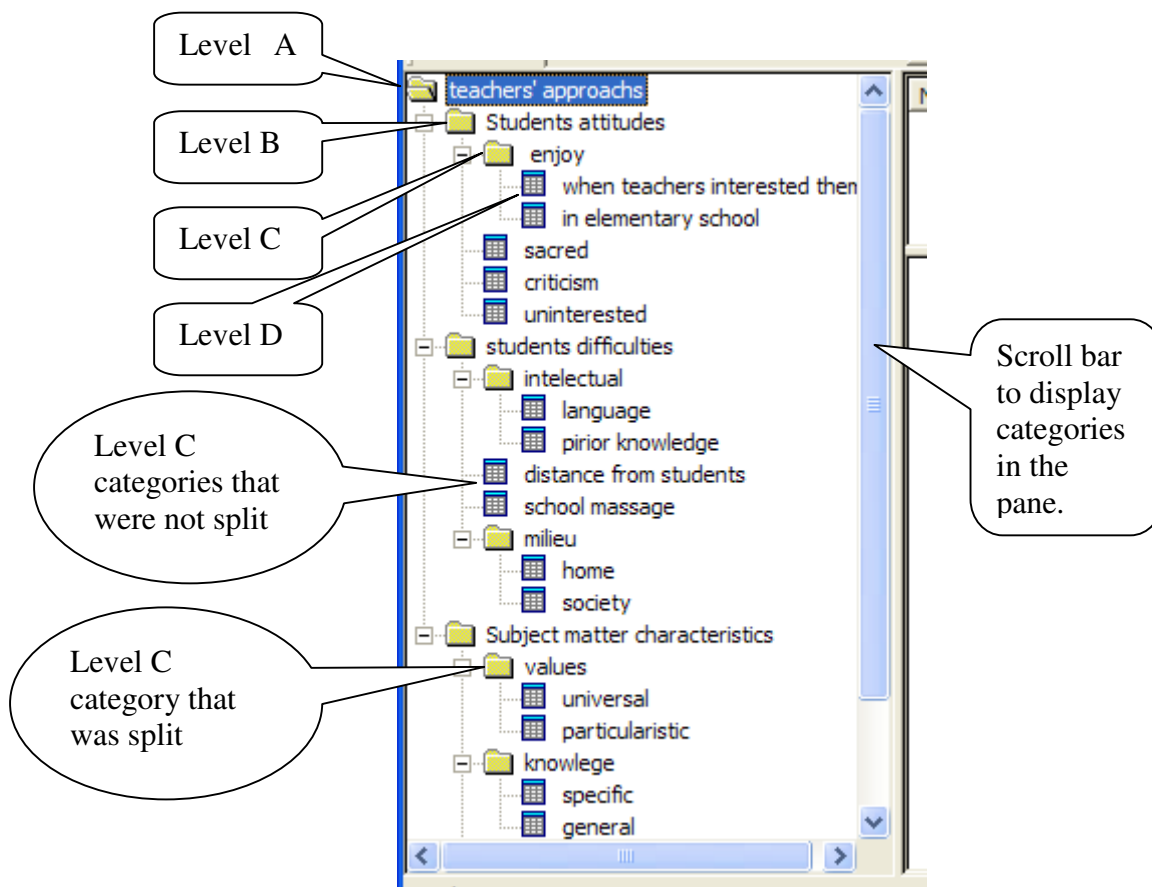 Level A
teachers' approachs
Students attitudes
Level B
enjoy
when teachers interested them
in elementary school
Level C
sacred
criticism
uninterested
Level D
students difficulties
intelectual
language
pirior knowledge
distance from students
school massage
milieu
home
society
Level C
categories that
were not split
Scroll bar
to display
categories
in the
pane.
Subject matter characteristics
values
universal
particularistic
knowlege
specific
general
Level C
category that
was split